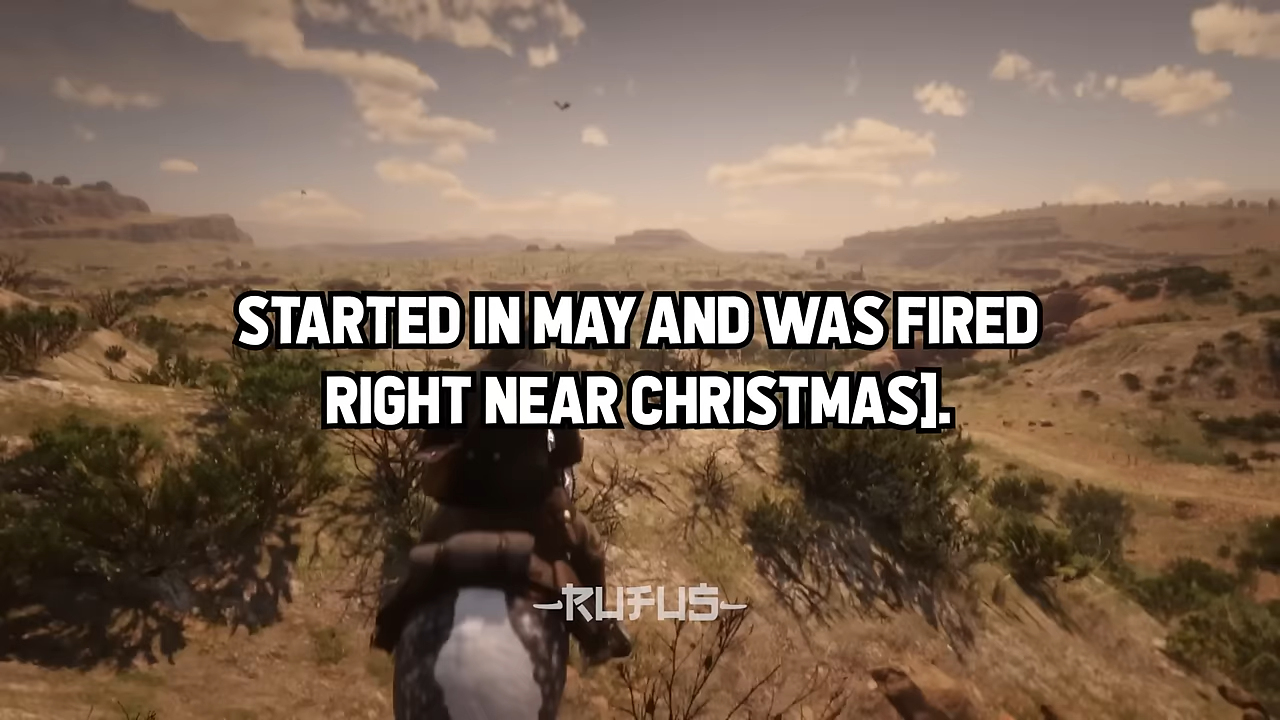 STARTED IN MAY AND WAS FIRED
RIGHT NEAR CHRISTMAS].
-RUFUS-